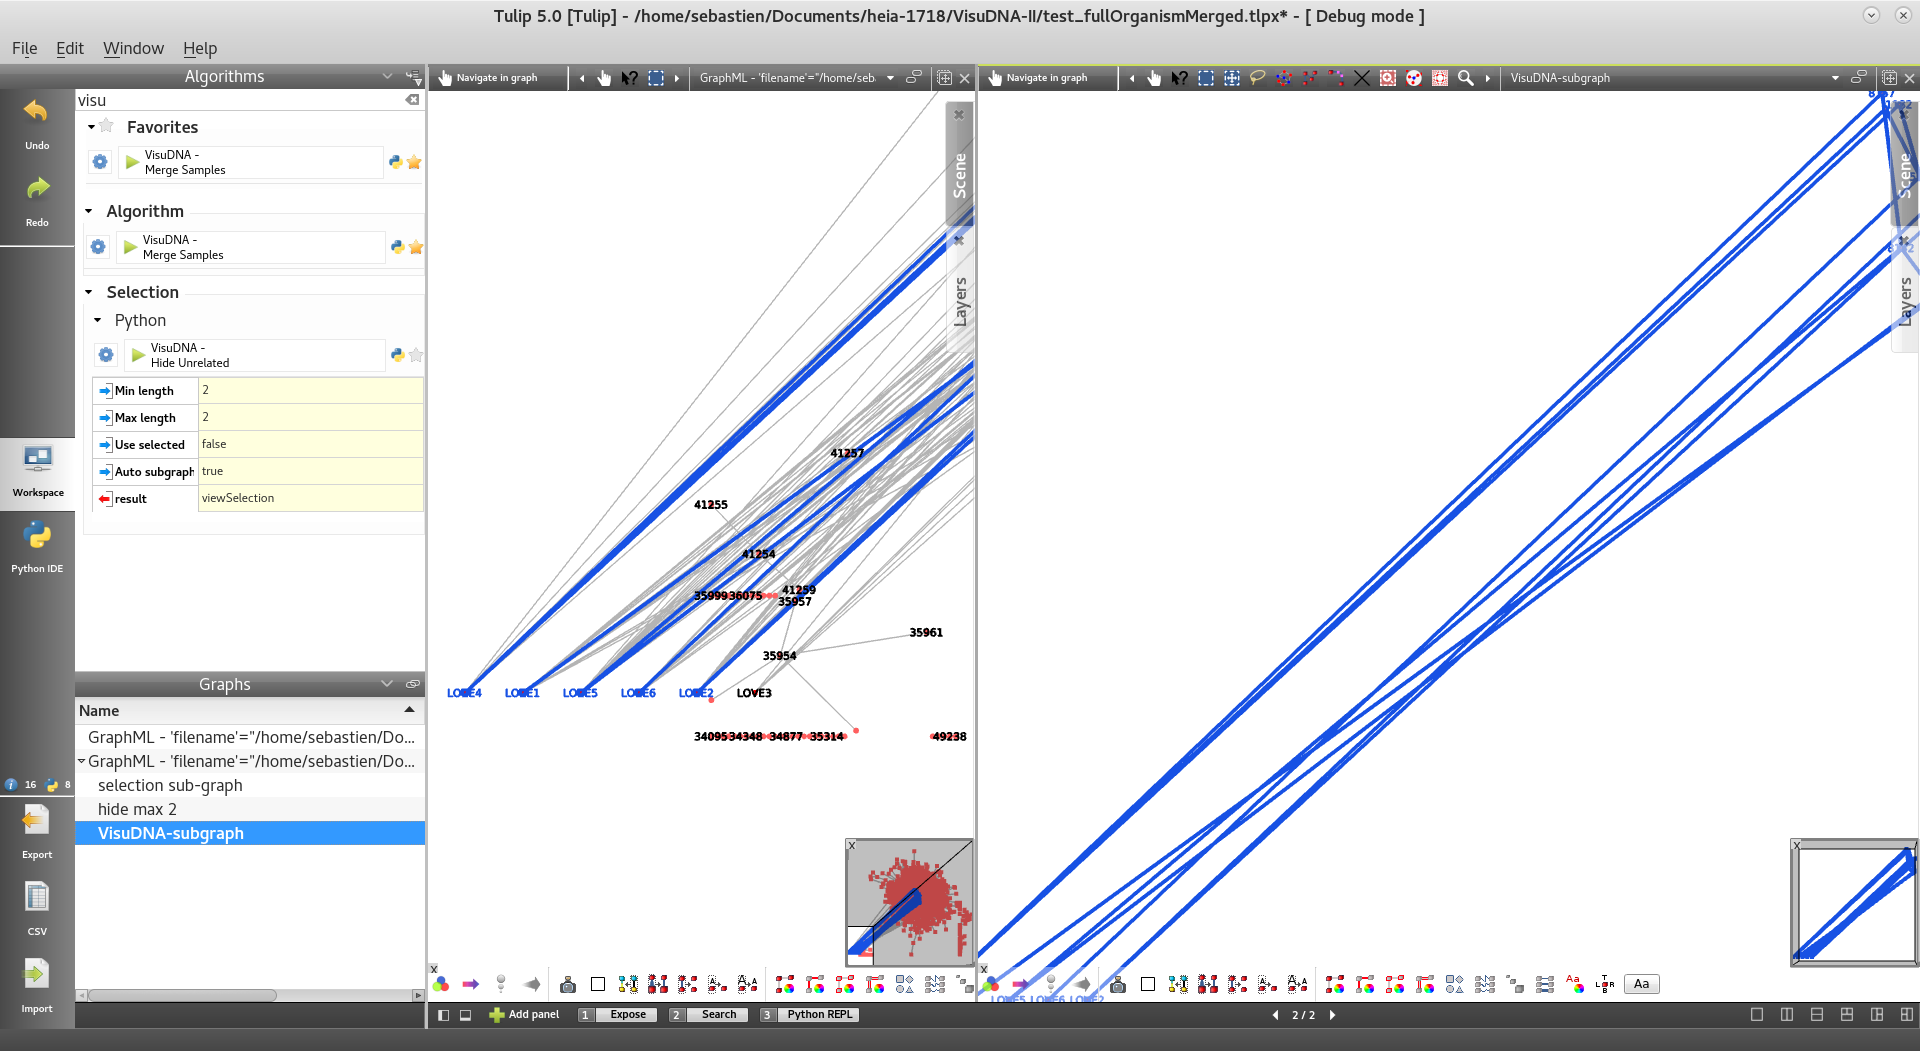 Tulip 5.0 [Tulip] - /home/sebastien/Documents/heia-1718/VisuDNA-II/test_fullOrganismMerged.tlpx* - [ Debug mode ]
File Edit Window Help
Algorithms
visu
Favorites
VisuDNA -
Merge Samples
Algorithm
VisuDNA -
Merge Samples
Selection
Python
VisuDNA -
Hide Unrelated
Min length 2
Max length 2
Use selected false
Auto subgraph true
result viewSelection
Undo
Redo
Workspace
Python IDE
16 8
Export
CSV
Import
Graphs
Name
GraphML - 'filename'="/home/sebastien/Do...
GraphML - 'filename'="/home/sebastien/Do...
selection sub-graph
hide max 2
VisuDNA-subgraph
Navigate in graph
GraphML - 'filename'="/home/seb
Scene
Layers
41257
41255
41254
41259
35999 36075
35957
35961
35954
LOVE4 LOVE1 LOVE5 LOVE6 LOVE2 LOVE3
34095 34348 34877 35314 49238
X
X
Navigate in graph
VisuDNA-subgraph
Scene
Layers
X
X
LOVE5 LOVE6 LOVE2
Aa
Add panel
1 Expose
2 Search
3 Python REPL
2 / 2